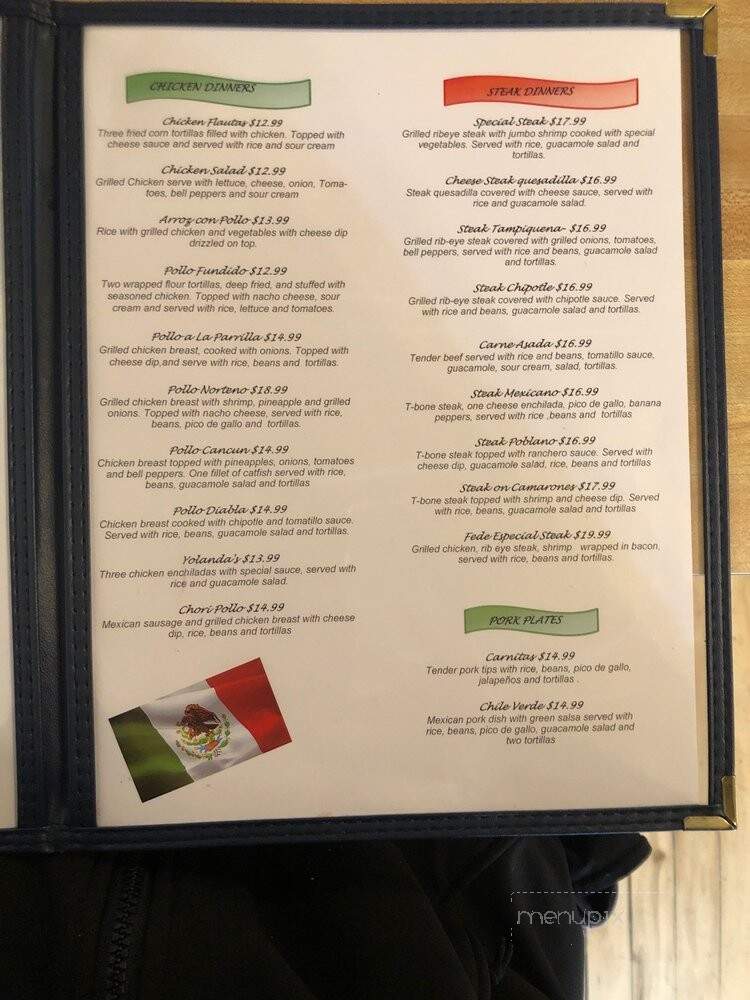 CHICKEN DINNERS
Chicken Flautas $12.99
Three fried corn tortillas filled with chicken. Topped with
cheese sauce and served with rice and sour cream
Chicken Salad $12.99
Grilled Chicken serve with lettuce, cheese, onion, Toma-
toes, bell peppers and sour cream
Arroz con Pollo $13.99
Rice with grilled chicken and vegetables with cheese dip
drizzled on top.
Pollo Fundido $12.99
Two wrapped flour tortillas, deep fried, and stuffed with
seasoned chicken. Topped with nacho cheese, sour
cream and served with rice, lettuce and tomatoes.
Pollo a La Parrilla $14.99
Grilled chicken breast, cooked with onions. Topped with
cheese dip,and serve with rice, beans and tortillas.
Pollo Norteno $18.99
Grilled chicken breast with shrimp, pineapple and grilled
onions. Topped with nacho cheese, served with rice,
beans, pico de gallo and tortillas.
Pollo Cancun $14.99
Chicken breast topped with pineapples, onions, tomatoes
and bell peppers. One fillet of catfish served with rice,
beans, guacamole salad and tortillas
Pollo Diabla $14.99
Chicken breast cooked with chipotle and tomatillo sauce.
Served with rice, beans, guacamole salad and tortillas.
Yolanda's $13.99
Three chicken enchiladas with special sauce, served with
rice and guacamole salad.
Chori Pollo $14.99
Mexican sausage and grilled chicken breast with cheese
dip, rice, beans and tortillas
STEAK DINNERS
Special Steak $17.99
Grilled ribeye steak with jumbo shrimp cooked with special
vegetables. Served with rice, guacamole salad and
tortillas.
Cheese Steak quesadilla $16.99
Steak quesadilla covered with cheese sauce, served with
rice and guacamole salad.
Steak Tampiquena- $16.99
Grilled rib-eye steak covered with grilled onions, tomatoes,
bell peppers, served with rice and beans, guacamole salad
and tortillas.
Steak Chipotle $16.99
Grilled rib-eye steak covered with chipotle sauce. Served
with rice and beans, guacamole salad and tortillas.
Carne Asada $16.99
Tender beef served with rice and beans, tomatillo sauce,
guacamole, sour cream, salad, tortillas.
Steak Mexicano $16.99
T-bone steak, one cheese enchilada, pico de gallo, banana
peppers, served with rice ,beans and tortillas
Steak Poblano $16.99
T-bone steak topped with ranchero sauce. Served with
cheese dip, guacamole salad, rice, beans and tortillas
Steak on Camarones $17.99
T-bone steak topped with shrimp and cheese dip. Served
with rice, beans, guacamole salad and tortillas
Fede Especial Steak $19.99
Grilled chicken, rib eye steak, shrimp wrapped in bacon,
served with rice, beans and tortillas.
PORK PLATES
Carnitas $14.99
Tender pork tips with rice, beans, pico de gallo,
jalapeños and tortillas .
Chile Verde $14.99
Mexican pork dish with green salsa served with
rice, beans, pico de gallo, guacamole salad and
two tortillas
menupix